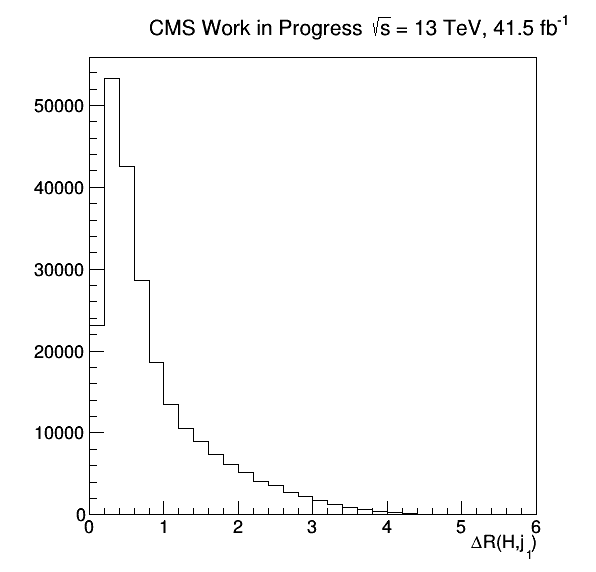 CMS Work in Progress √s = 13 TeV, 41.5 fb⁻¹
50000
40000
30000
20000
10000
0
0 1 2 3 4 5 6
ΔR(H,j₁)